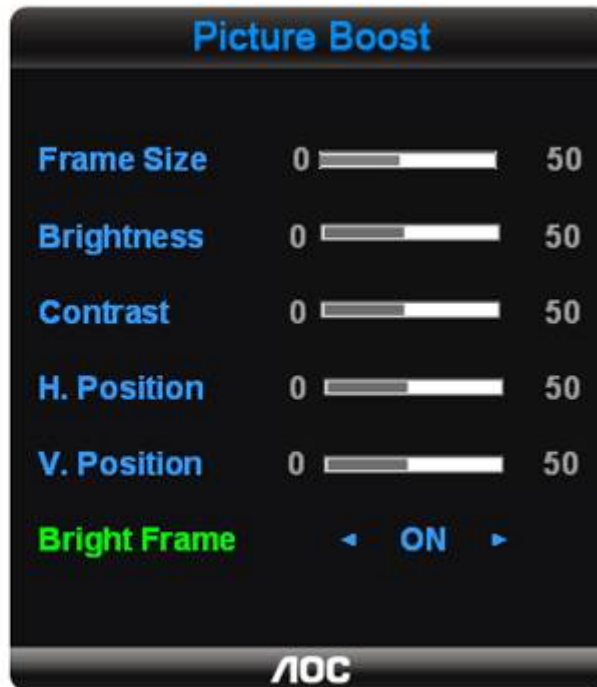 Picture Boost
Frame Size 0 50
Brightness 0 50
Contrast 0 50
H. Position 0 50
V. Position 0 50
Bright Frame ON
AOC